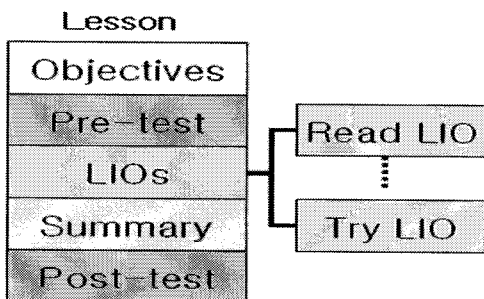 Lesson
Objectives
Pre-test
LIOs
Summary
Post-test
Read LIO
Try LIO